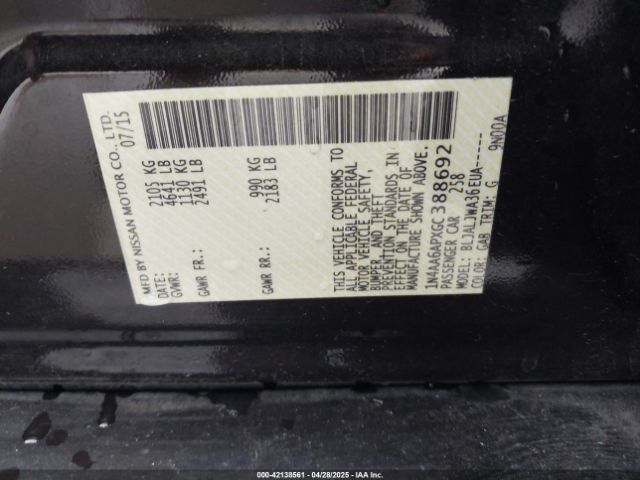 MFD BY NISSAN MOTOR CO., LTD.
DATE: 07/15
GVWR: 2105 KG
4641 LB
GAWR FR: 1130 KG
2491 LB
GAWR RR: 990 KG
2183 LB
THIS VEHICLE CONFORMS TO
ALL APPLICABLE FEDERAL
MOTOR VEHICLE SAFETY,
BUMPER AND THEFT
PREVENTION STANDARDS IN
EFFECT ON THE DATE OF
MANUFACTURE SHOWN ABOVE.
1N4AA6APXGC388692
PASSENGER CAR 258
MODEL: BLJALJWA36EUA------
COLOR: GAB TRIM: G 9N00A
000-42138561 | 04/28/2025 | IAA Inc.